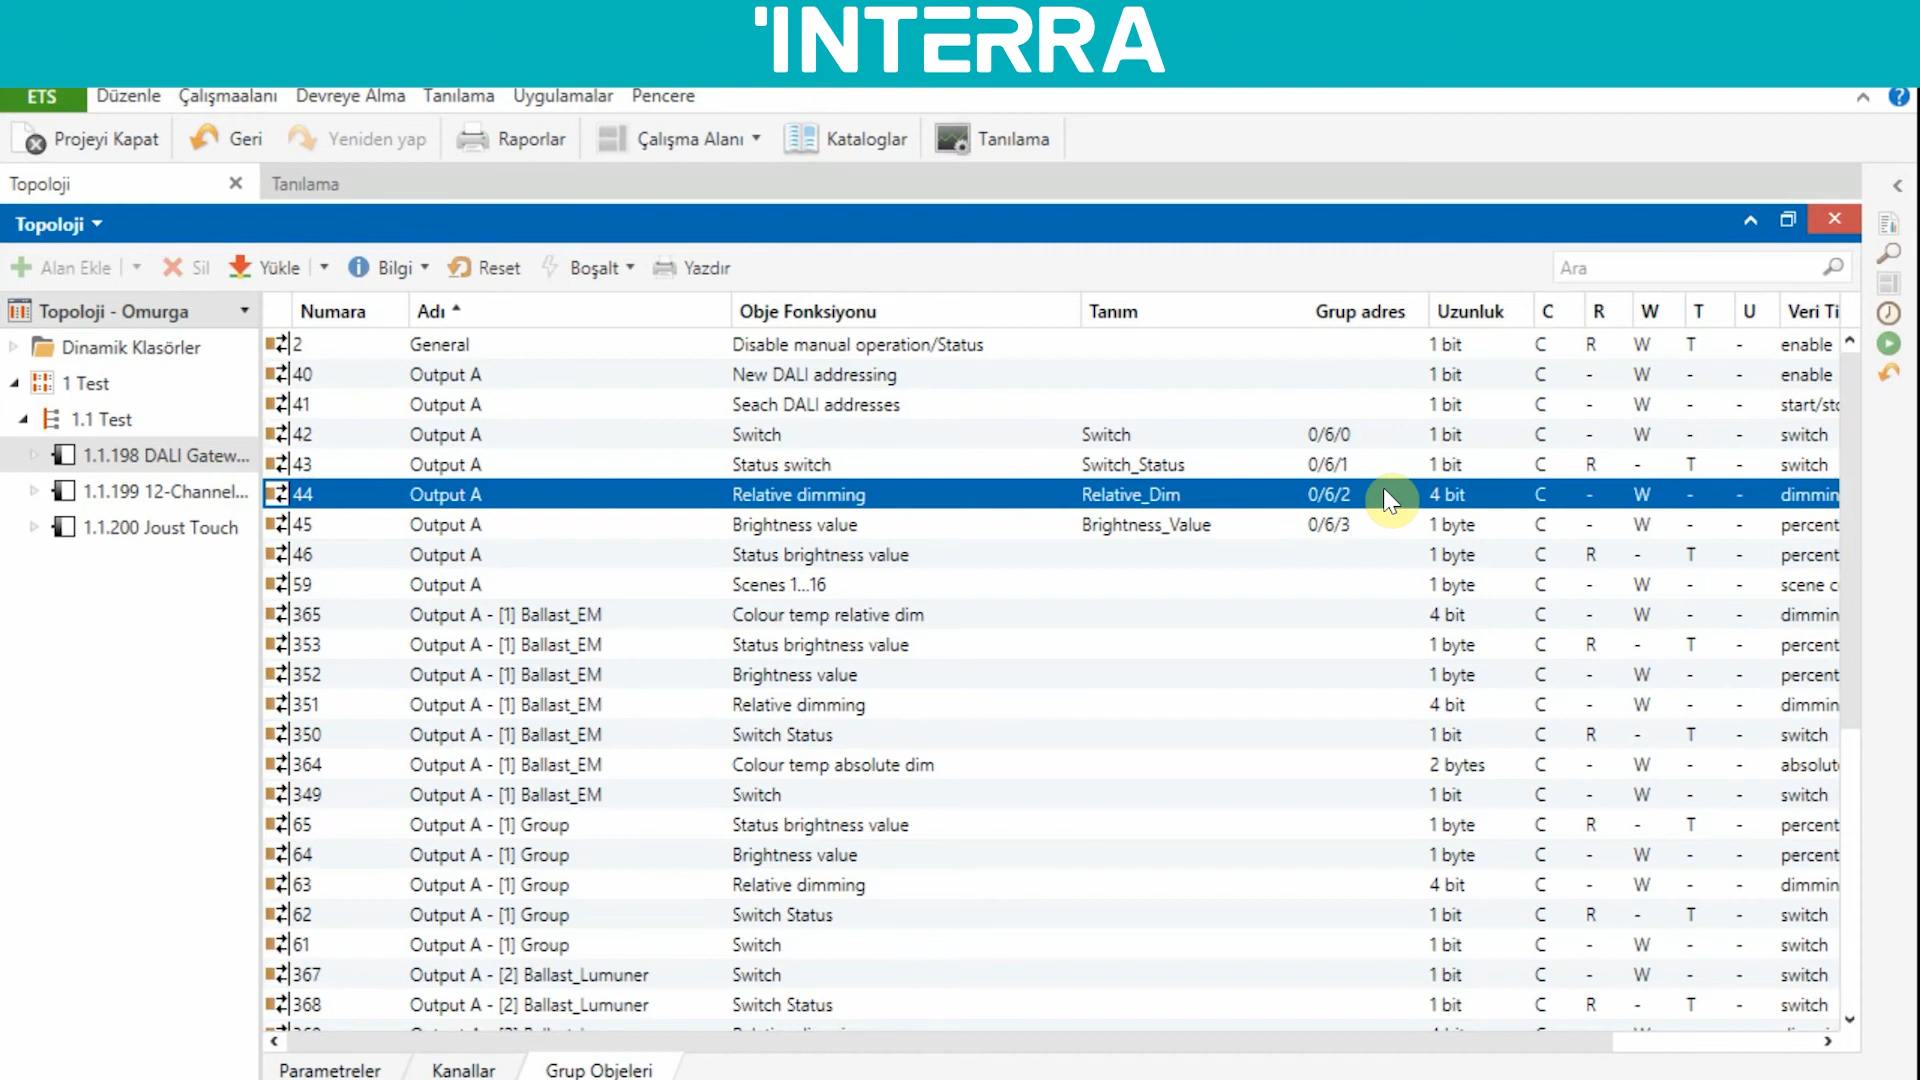 INTERRA
ETS Düzenle Çalışmaalanı Devreye Alma Tanılama Uygulamalar Pencere
Projeyi Kapat Geri Yeniden yap Raporlar Çalışma Alanı Kataloglar Tanılama
Topoloji Tanılama
Topoloji
Alan Ekle Sil Yükle Bilgi Reset Boşalt Yazdır Ara
Topoloji - Omurga
Dinamik Klasörler
1 Test
1.1 Test
1.1.198 DALI Gatew...
1.1.199 12-Channel...
1.1.200 Joust Touch
Numara Adı Obje Fonksiyonu Tanım Grup adres Uzunluk C R W T U Veri Ti
2 General Disable manual operation/Status 1 bit C R W T - enable
40 Output A New DALI addressing 1 bit C - W - - enable
41 Output A Seach DALI addresses 1 bit C - W - - start/sto
42 Output A Switch Switch 0/6/0 1 bit C - W - - switch
43 Output A Status switch Switch_Status 0/6/1 1 bit C R - T - switch
44 Output A Relative dimming Relative_Dim 0/6/2 4 bit C - W - - dimmin
45 Output A Brightness value Brightness_Value 0/6/3 1 byte C - W - - percent
46 Output A Status brightness value 1 byte C R - T - percent
59 Output A Scenes 1...16 1 byte C - W - - scene c
365 Output A - [1] Ballast_EM Colour temp relative dim 4 bit C - W - - dimmin
353 Output A - [1] Ballast_EM Status brightness value 1 byte C R - T - percent
352 Output A - [1] Ballast_EM Brightness value 1 byte C - W - - percent
351 Output A - [1] Ballast_EM Relative dimming 4 bit C - W - - dimmin
350 Output A - [1] Ballast_EM Switch Status 1 bit C R - T - switch
364 Output A - [1] Ballast_EM Colour temp absolute dim 2 bytes C - W - - absolut
349 Output A - [1] Ballast_EM Switch 1 bit C - W - - switch
65 Output A - [1] Group Status brightness value 1 byte C R - T - percent
64 Output A - [1] Group Brightness value 1 byte C - W - - percent
63 Output A - [1] Group Relative dimming 4 bit C - W - - dimmin
62 Output A - [1] Group Switch Status 1 bit C R - T - switch
61 Output A - [1] Group Switch 1 bit C - W - - switch
367 Output A - [2] Ballast_Lumuner Switch 1 bit C - W - - switch
368 Output A - [2] Ballast_Lumuner Switch Status 1 bit C R - T - switch
Parametreler Kanallar Grup Objeleri